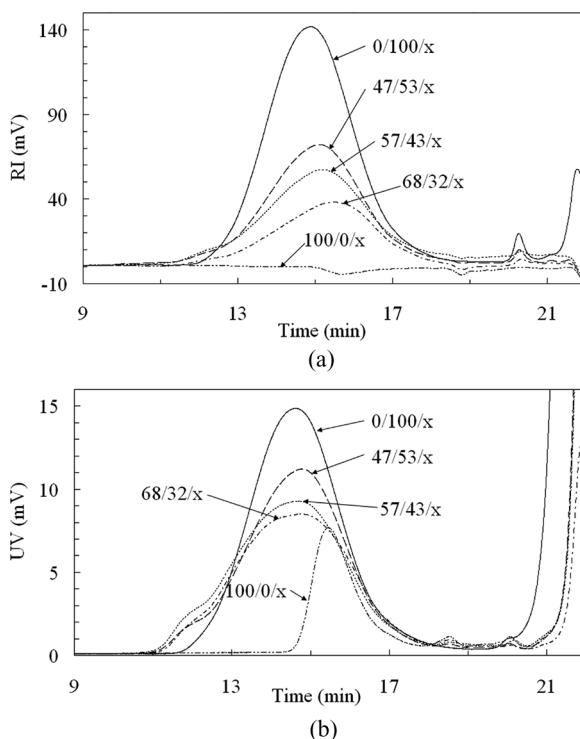 140
0/100/x
47/53/x
90
57/43/x
RI (mV)
68/32/x
40
100/0/x
-10
9 13 17 21
Time (min)
(a)
15
0/100/x
47/53/x
68/32/x
10
57/43/x
UV (mV)
100/0/x
5
0
9 13 17 21
Time (min)
(b)